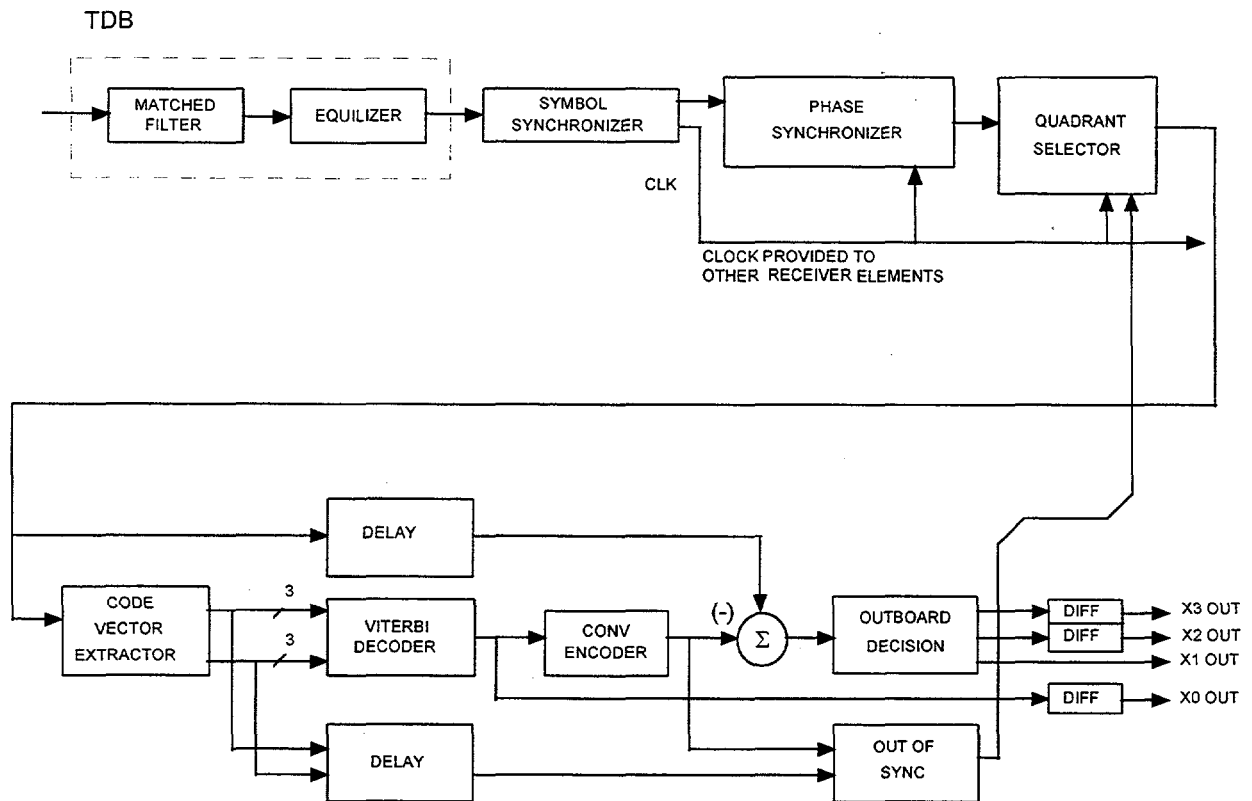 TDB
MATCHED
FILTER
EQUILIZER
SYMBOL
SYNCHRONIZER
PHASE
SYNCHRONIZER
QUADRANT
SELECTOR
CLK
CLOCK PROVIDED TO
OTHER RECEIVER ELEMENTS
DELAY
CODE
VECTOR
EXTRACTOR
3
3
VITERBI
DECODER
CONV
ENCODER
(-)
Σ
OUTBOARD
DECISION
DIFF
X3 OUT
DIFF
X2 OUT
X1 OUT
DIFF
X0 OUT
DELAY
OUT OF
SYNC